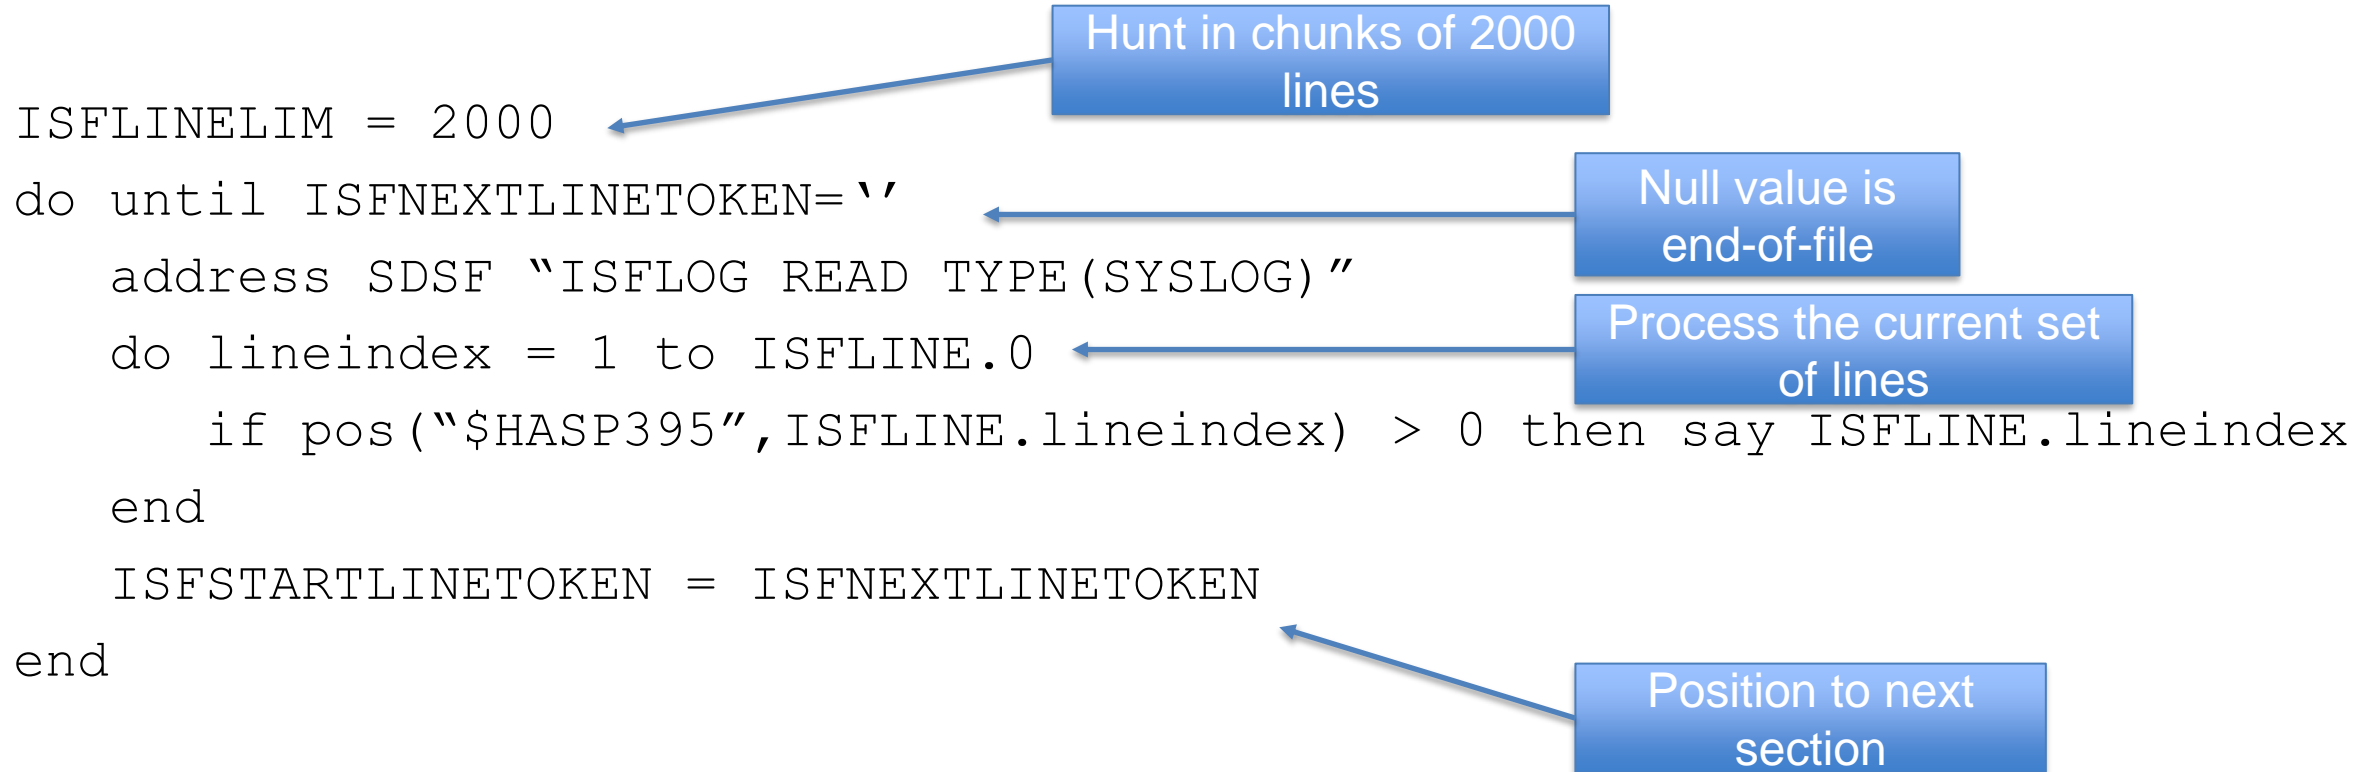 Hunt in chunks of 2000
lines
ISFLINELIM = 2000
do until ISFNEXTLINETOKEN=‘’
Null value is
end-of-file
address SDSF “ISFLOG READ TYPE(SYSLOG)”
do lineindex = 1 to ISFLINE.0
Process the current set
of lines
if pos(“$HASP395”,ISFLINE.lineindex) > 0 then say ISFLINE.lineindex
end
ISFSTARTLINETOKEN = ISFNEXTLINETOKEN
end
Position to next
section